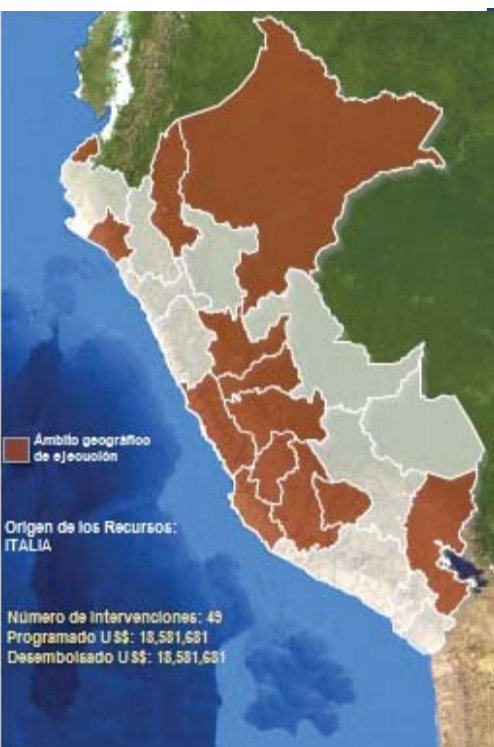 Ámbito geográfico
de ejecución
Origen de los Recursos:
ITALIA
Número de Intervenciones: 49
Programado US$: 18,581,681
Desembolsado US$: 18,581,681